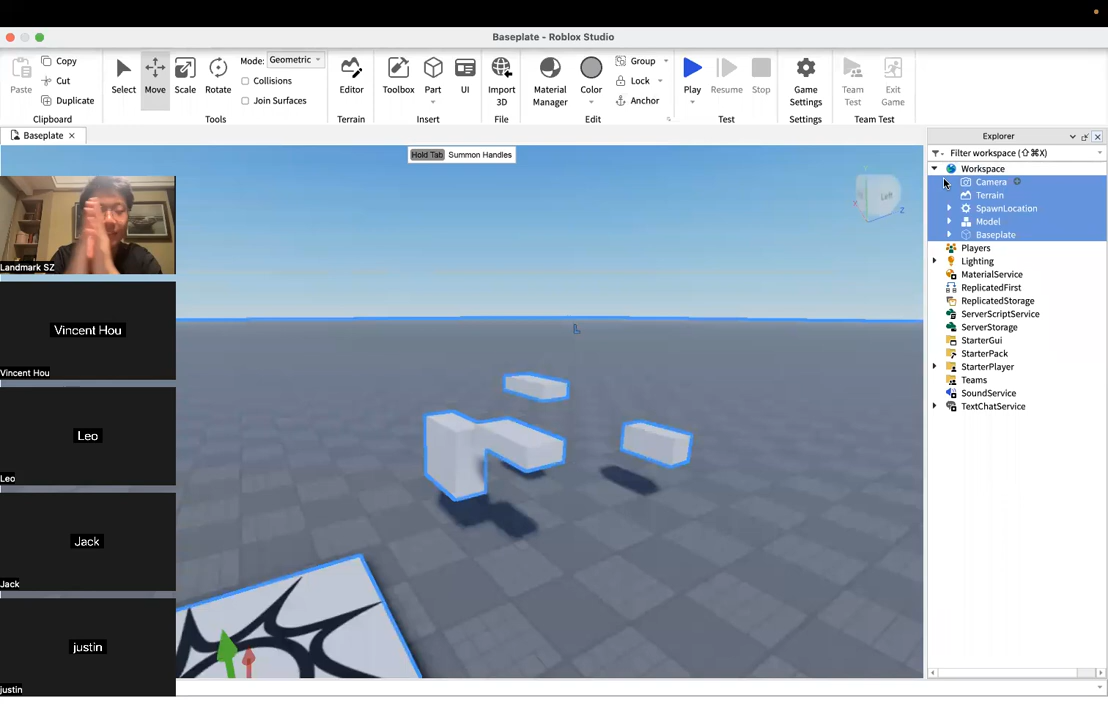 Baseplate - Roblox Studio
Paste
Copy
Cut
Duplicate
Clipboard
Select
Move
Scale
Rotate
Mode: Geometric
Collisions
Join Surfaces
Tools
Editor
Terrain
Toolbox
Part
UI
Insert
Import
3D
File
Material
Manager
Color
Group
Lock
Anchor
Edit
Play
Resume
Stop
Test
Game
Settings
Settings
Team
Test
Exit
Game
Team Test
Baseplate
Hold Tab Summon Handles
Left
Z
Landmark SZ
Vincent Hou
Vincent Hou
Leo
Leo
Jack
Jack
justin
justin
Explorer
Filter workspace (⇧⌘X)
Workspace
Camera
Terrain
SpawnLocation
Model
Baseplate
Players
Lighting
MaterialService
ReplicatedFirst
ReplicatedStorage
ServerScriptService
ServerStorage
StarterGui
StarterPack
StarterPlayer
Teams
SoundService
TextChatService